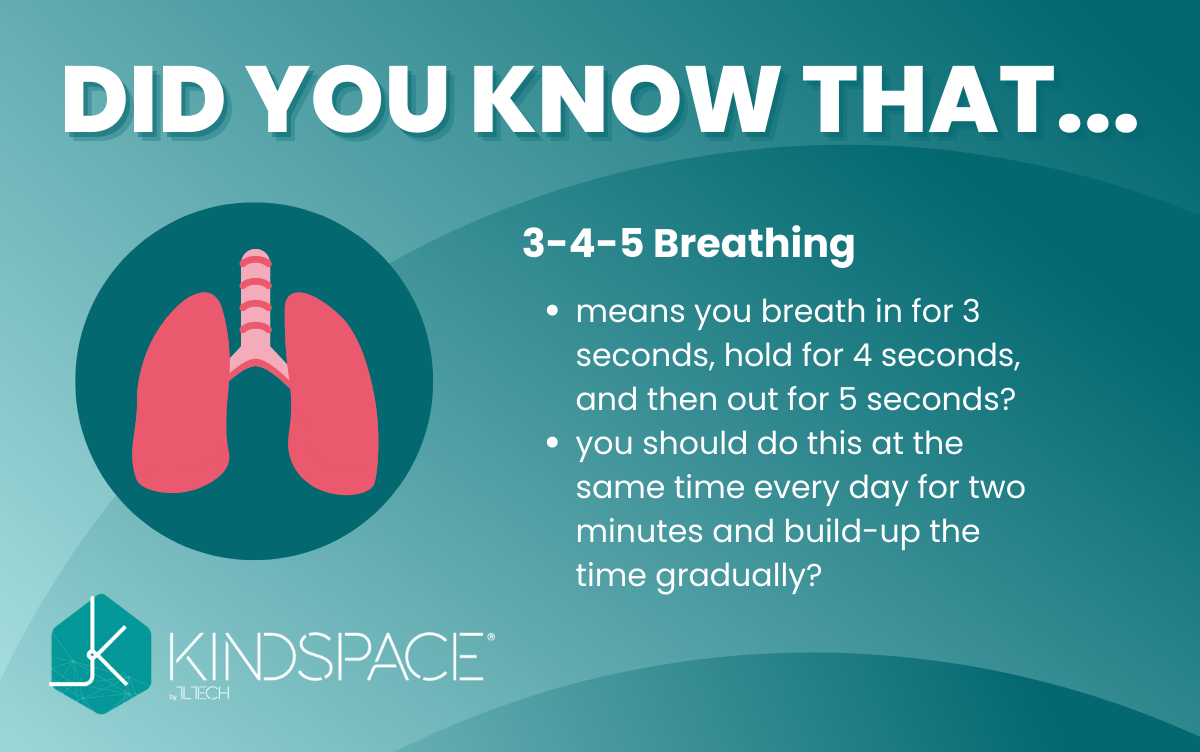 DID YOU KNOW THAT...
3-4-5 Breathing
• means you breath in for 3
seconds, hold for 4 seconds,
and then out for 5 seconds?
• you should do this at the
same time every day for two
minutes and build-up the
time gradually?
KINDSPACE®
by TLTECH